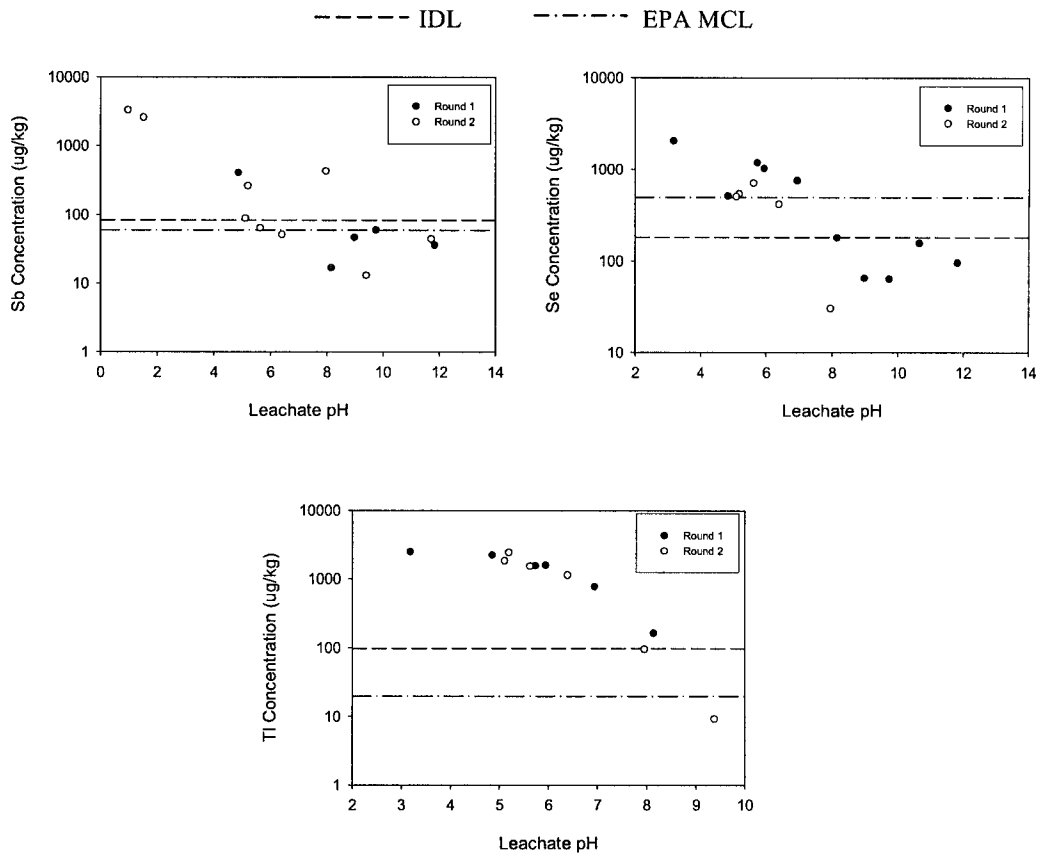 IDL EPA MCL
10000
1000
100
10
1
Sb Concentration (ug/kg)
Round 1
Round 2
0 2 4 6 8 10 12 14
Leachate pH
10000
1000
100
10
Se Concentration (ug/kg)
Round 1
Round 2
2 4 6 8 10 12 14
Leachate pH
10000
1000
100
10
1
Tl Concentration (ug/kg)
Round 1
Round 2
2 3 4 5 6 7 8 9 10
Leachate pH